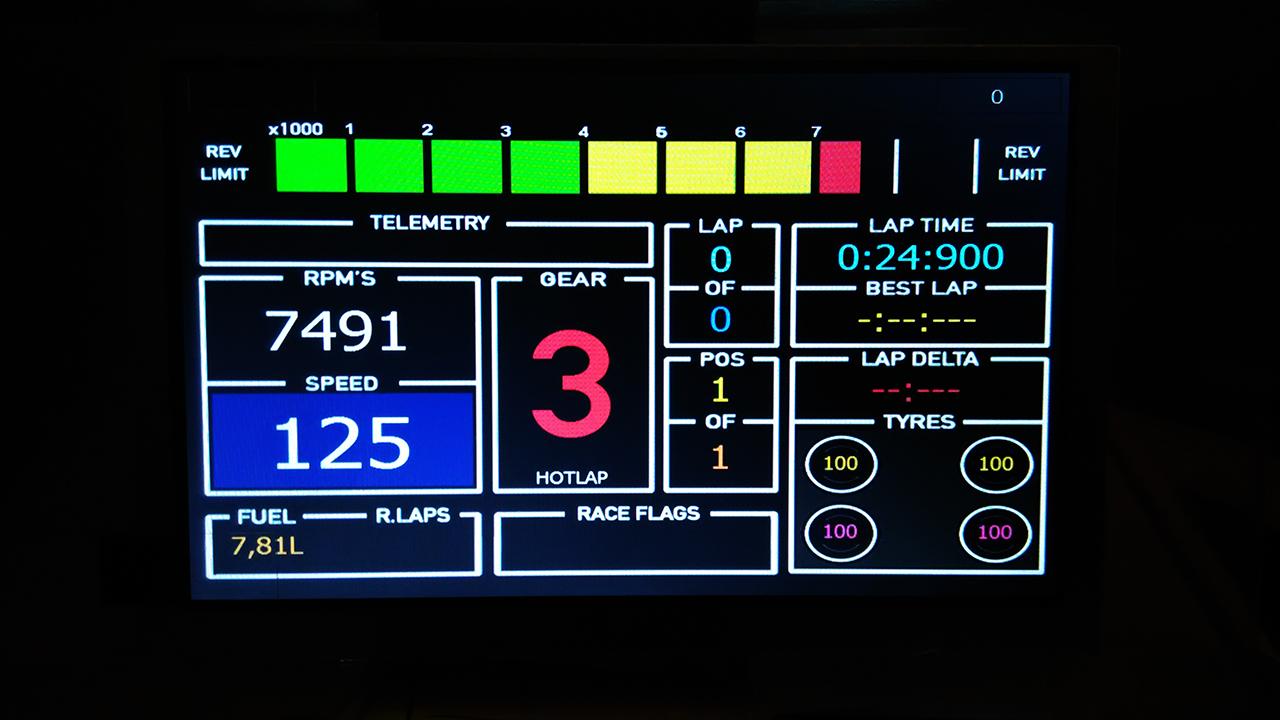 0
x1000 1 2 3 4 5 6 7
REV LIMIT
REV LIMIT
TELEMETRY
RPM'S
7491
SPEED
125
GEAR
3
HOTLAP
LAP
0
OF
0
POS
1
OF
1
LAP TIME
0:24:900
BEST LAP
-:--:---
LAP DELTA
--:---
TYRES
100 100
100 100
FUEL R.LAPS
7,81L
RACE FLAGS